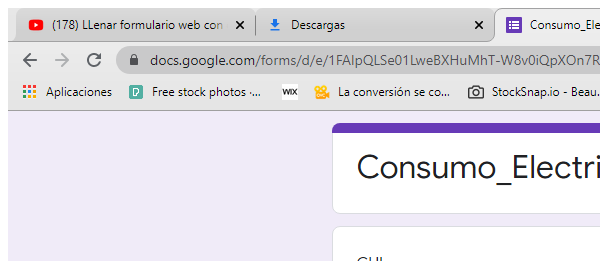 (178) LLenar formulario web con
Descargas
Consumo_Ele
docs.google.com/forms/d/e/1FAIpQLSe01LweBXHuMhT-W8v0iQpXOn7R
Aplicaciones
Free stock photos ·...
WiX
La conversión se co...
StockSnap.io - Beau
Consumo_Electri